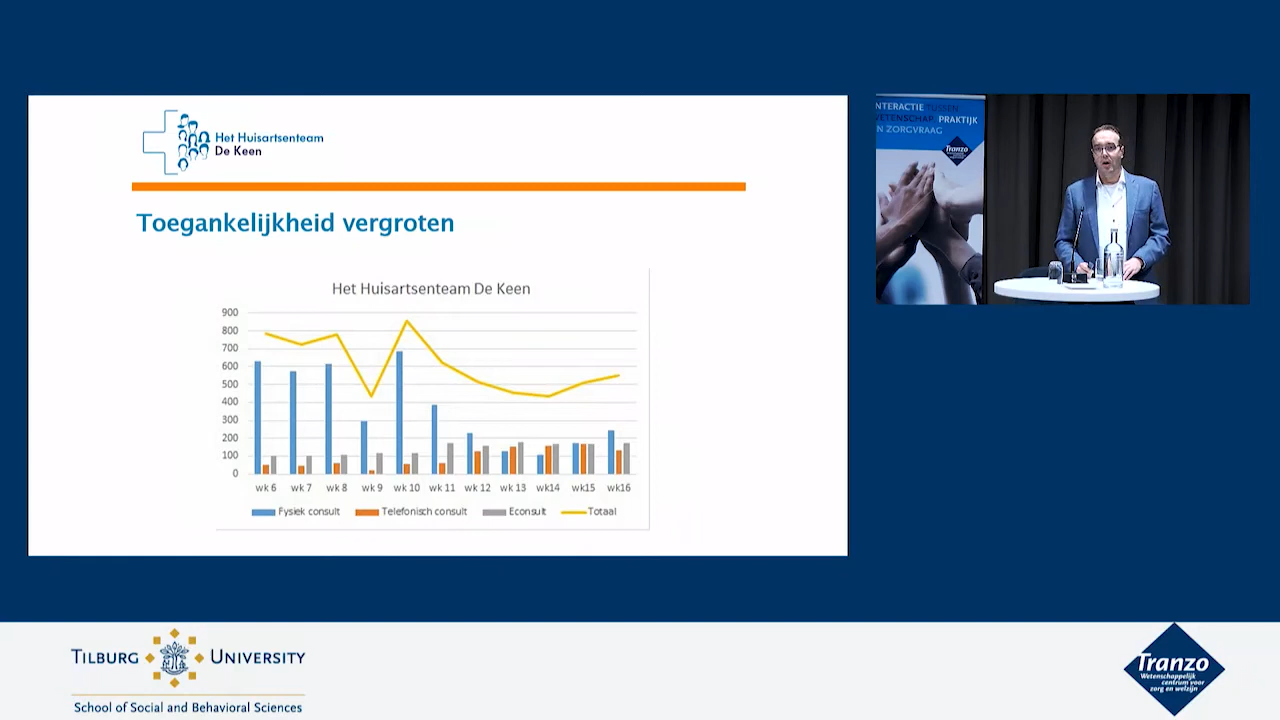 Het Huisartsenteam
De Keen
Toegankelijkheid vergroten
Het Huisartsenteam De Keen
900
800
700
600
500
400
300
200
100
0
wk 6 wk 7 wk 8 wk 9 wk 10 wk 11 wk 12 wk 13 wk14 wk15 wk16
Fysiek consult Telefonisch consult Econsult Totaal
NTERACTIE TUSSEN
WETENSCHAP, PRAKTIJK
N ZORGVRAAG
Tranzo
TILBURG UNIVERSITY
School of Social and Behavioral Sciences
Tranzo
Wetenschappelijk
centrum voor
zorg en welzijn